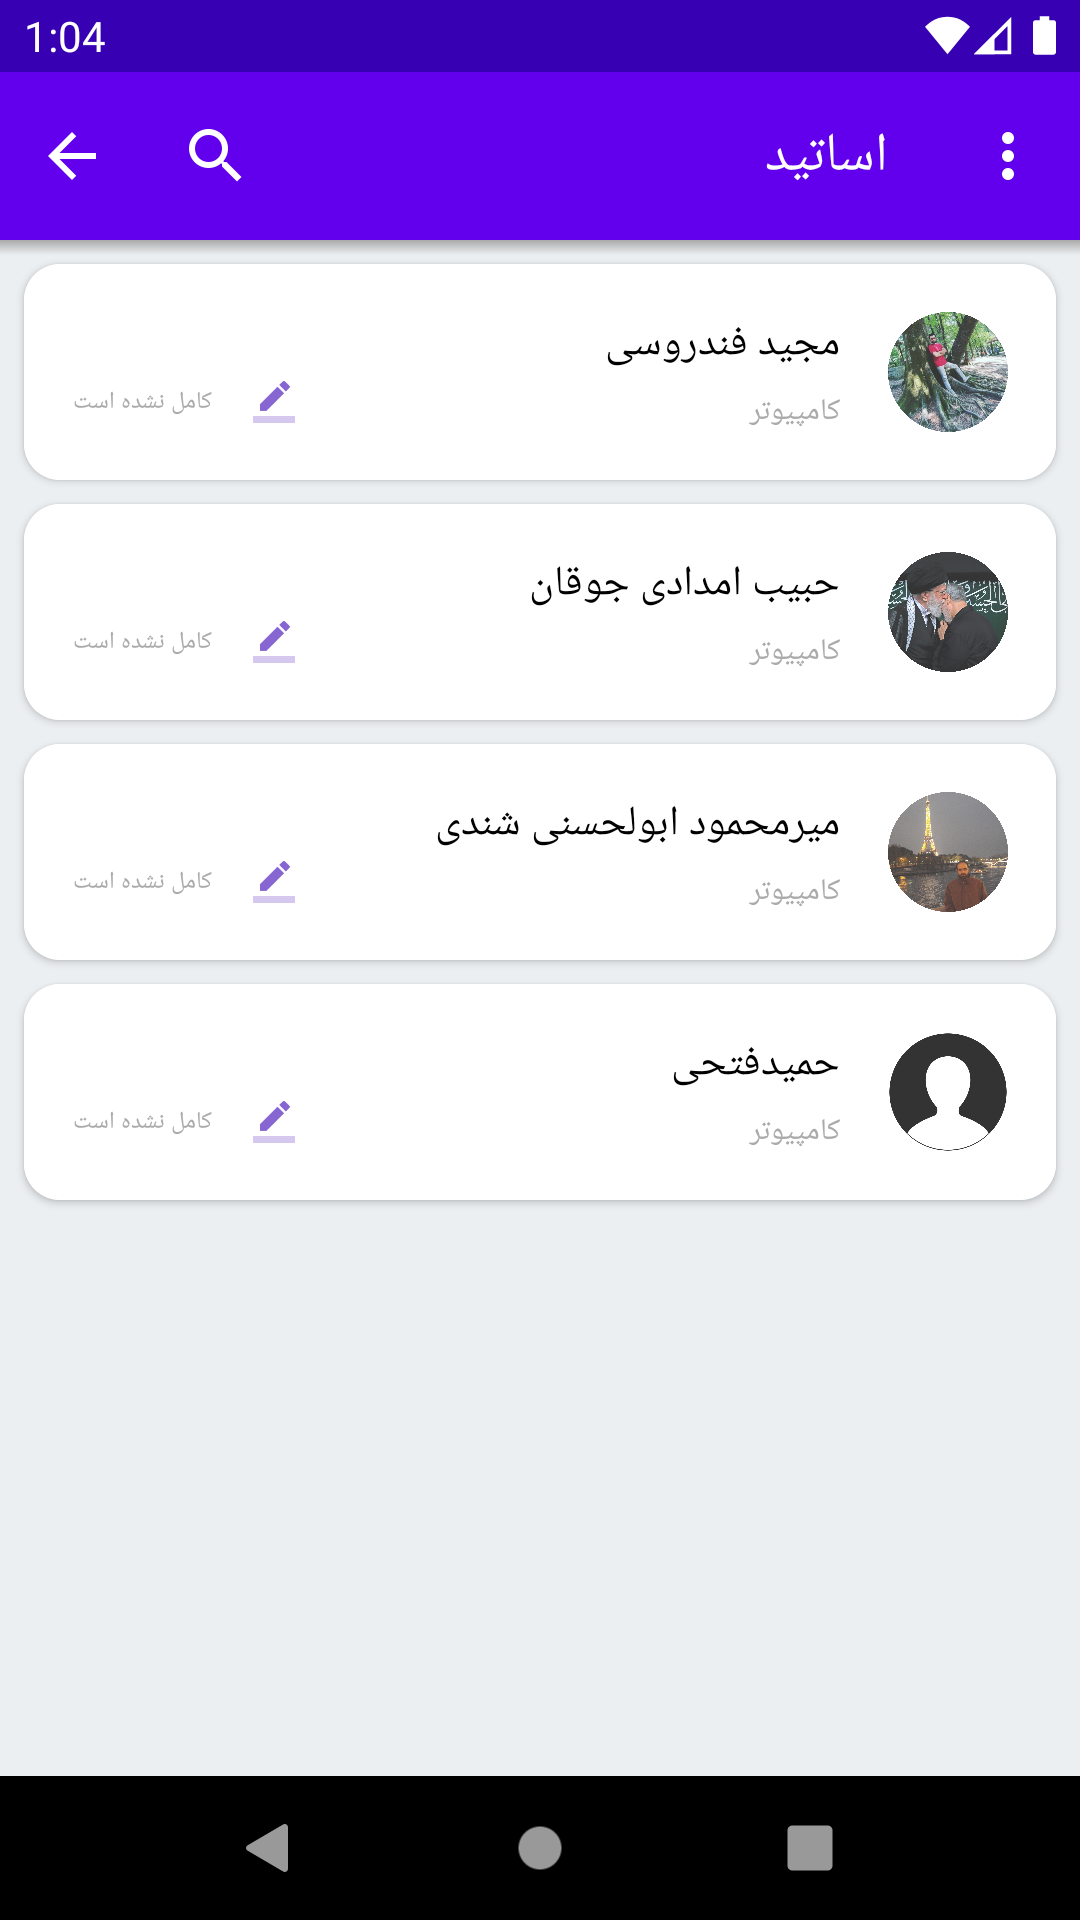 1:04
اساتید
مجید فندروسی
کامپیوتر
کامل نشده است
حبیب امدادی جوقان
کامپیوتر
کامل نشده است
میرمحمود ابولحسنی شندی
کامپیوتر
کامل نشده است
حمیدفتحی
کامپیوتر
کامل نشده است